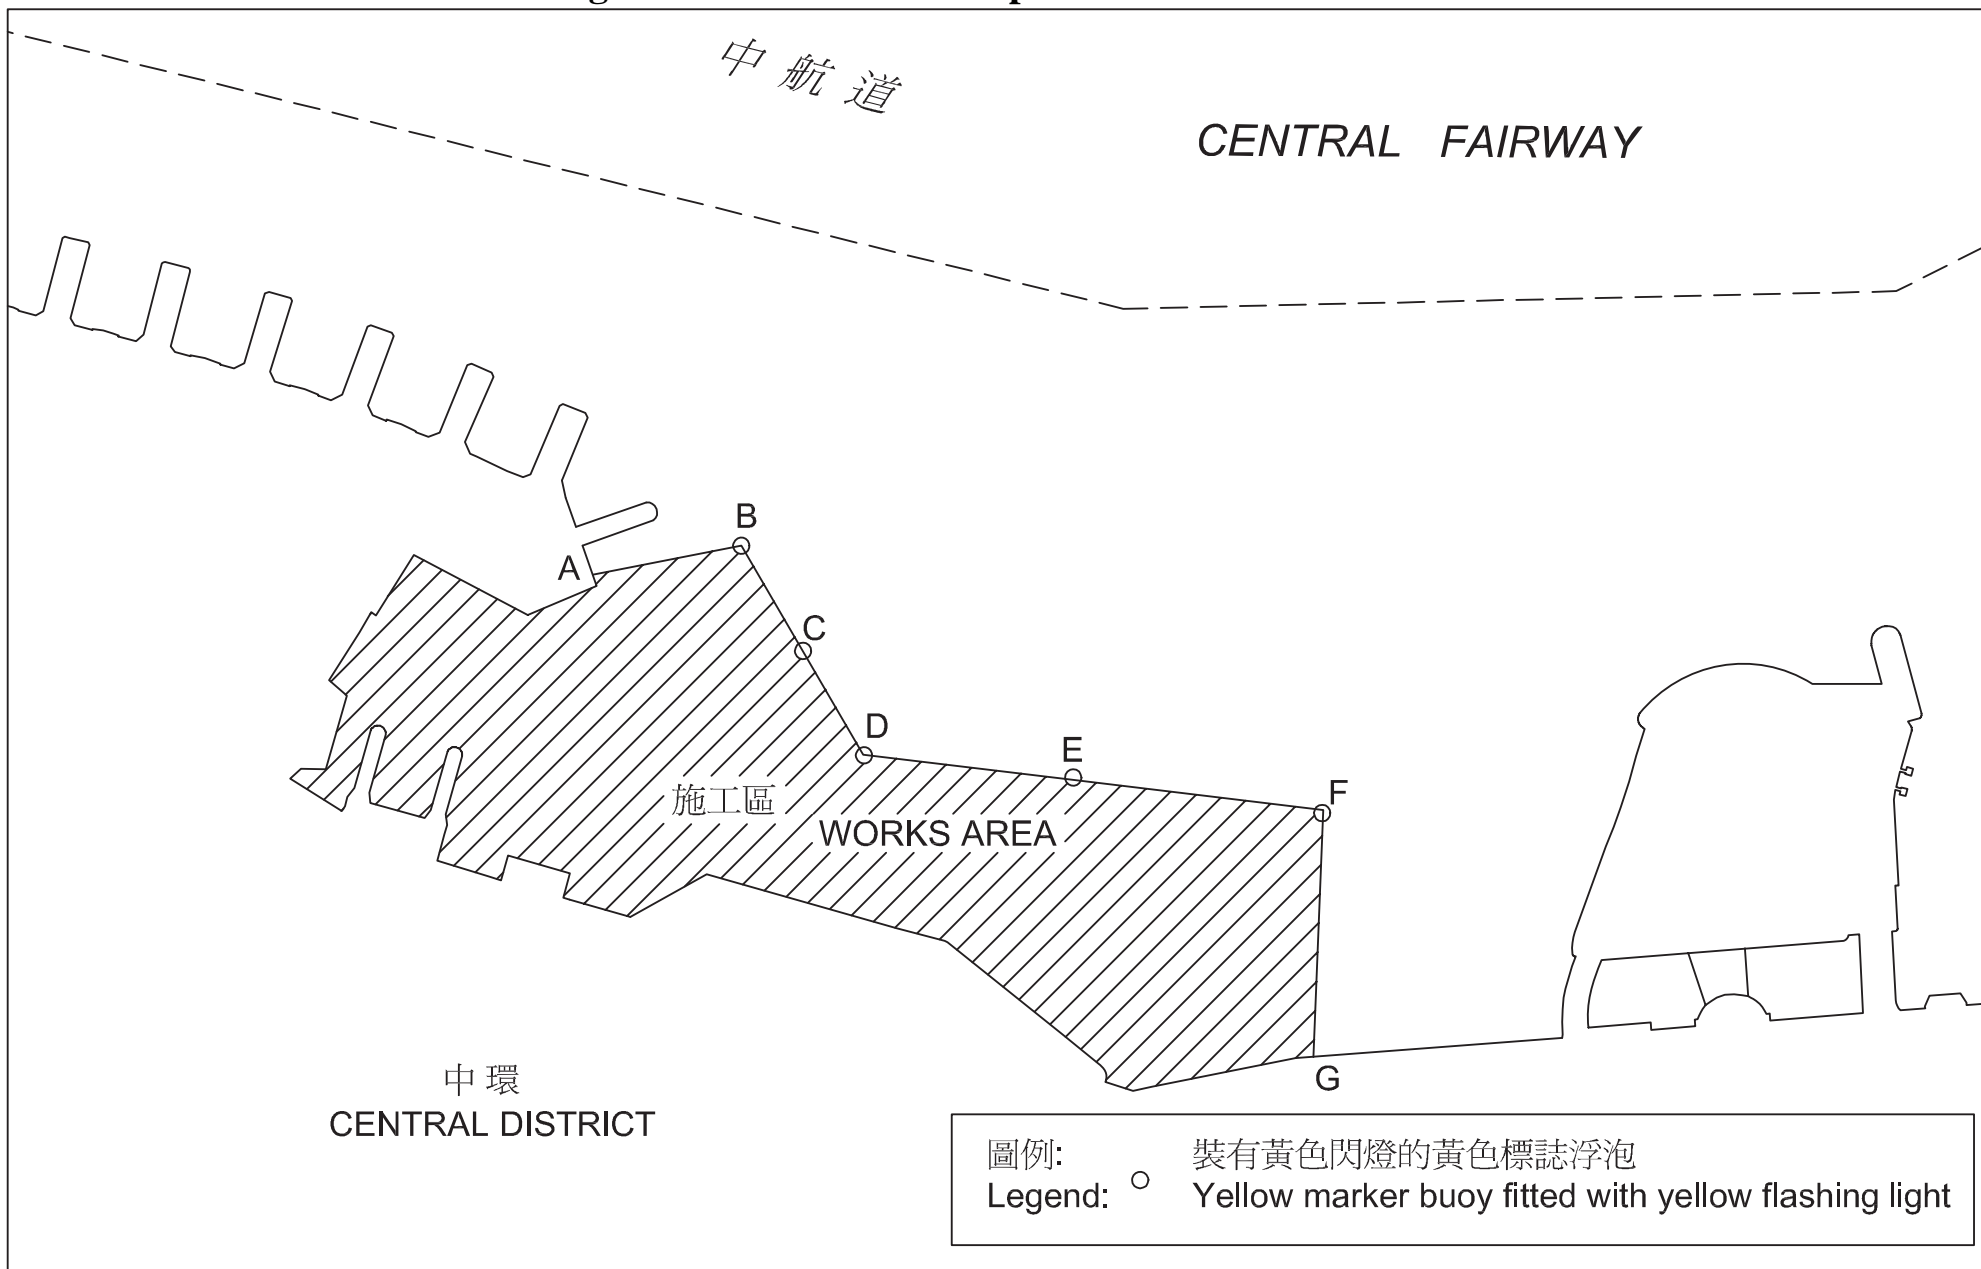 中航道
CENTRAL FAIRWAY
B
A
C
D
E
F
施工區
WORKS AREA
G
中環
CENTRAL DISTRICT
圖例: 裝有黃色閃燈的黃色標誌浮泡
Legend: Yellow marker buoy fitted with yellow flashing light